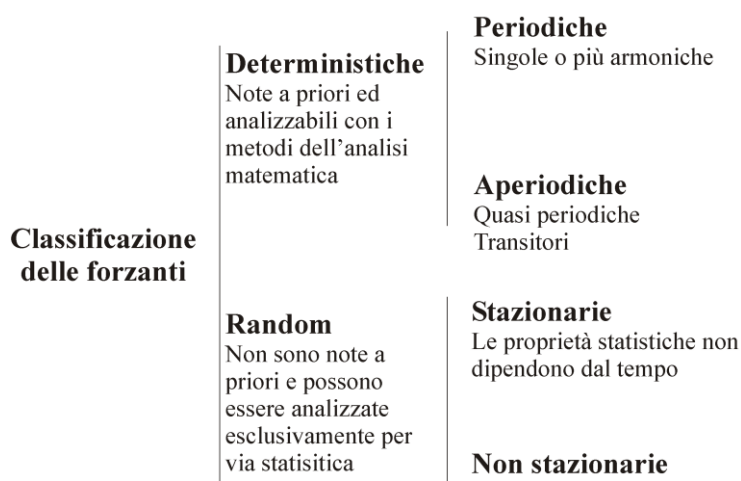 Classificazione
delle forzanti
Deterministiche
Note a priori ed
analizzabili con i
metodi dell'analisi
matematica
Periodiche
Singole o più armoniche
Aperiodiche
Quasi periodiche
Transitori
Random
Non sono note a
priori e possono
essere analizzate
esclusivamente per
via statisitica
Stazionarie
Le proprietà statistiche non
dipendono dal tempo
Non stazionarie